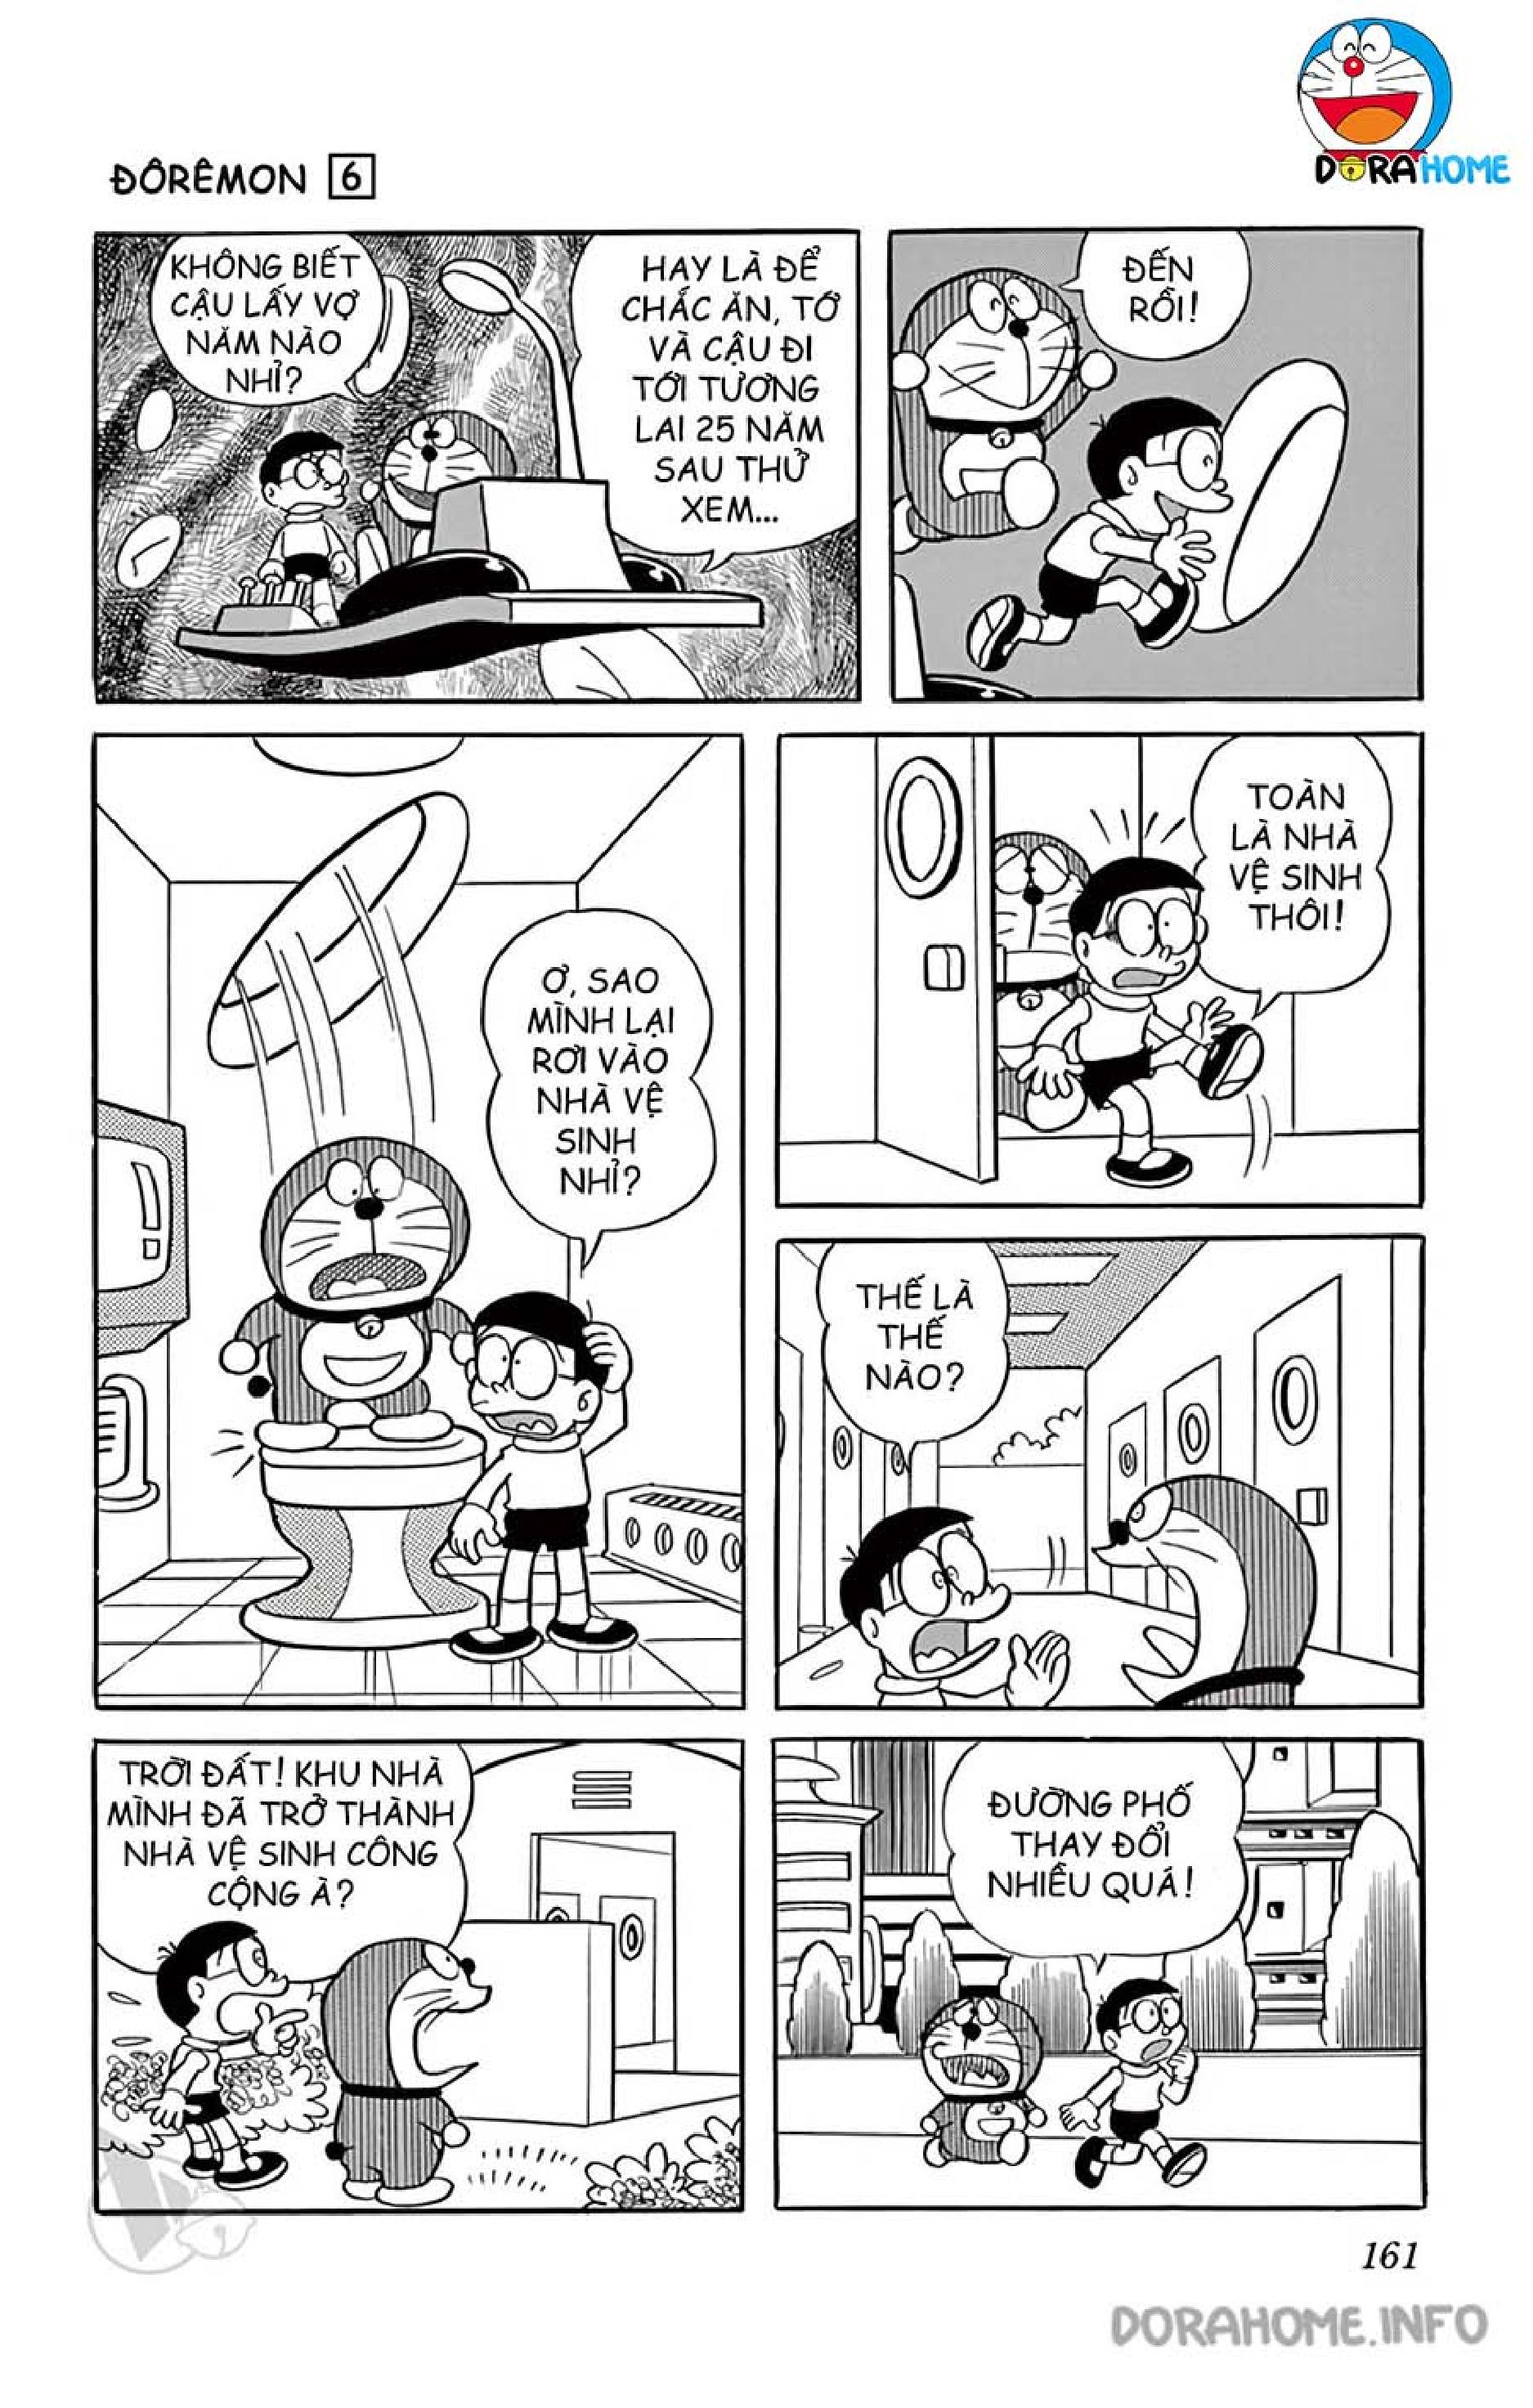 DORAHOME
ĐÔRÊMON 6
KHÔNG BIẾT
CẬU LẤY VỢ
NĂM NÀO
NHỈ?
HAY LÀ ĐỂ
CHẮC ĂN, TỚ
VÀ CẬU ĐI
TỚI TƯƠNG
LAI 25 NĂM
SAU THỬ
XEM...
ĐẾN
RỒI!
Ơ, SAO
MÌNH LẠI
RƠI VÀO
NHÀ VỆ
SINH
NHỈ?
TOÀN
LÀ NHÀ
VỆ SINH
THÔI!
THẾ LÀ
THẾ
NÀO?
TRỜI ĐẤT! KHU NHÀ
MÌNH ĐÃ TRỞ THÀNH
NHÀ VỆ SINH CÔNG
CỘNG À?
ĐƯỜNG PHỐ
THAY ĐỔI
NHIỀU QUÁ!
161
DORAHOME.INFO